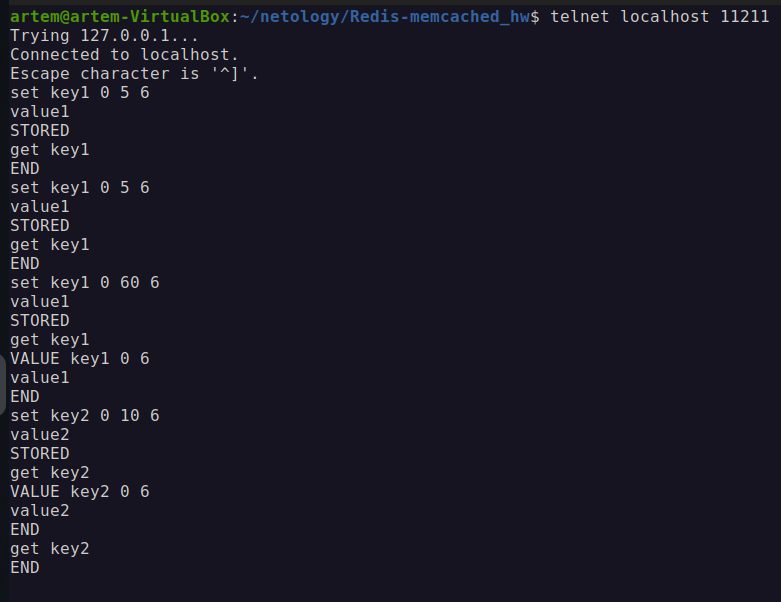 artem@artem-VirtualBox:~/netology/Redis-memcached_hw$ telnet localhost 11211
Trying 127.0.0.1...
Connected to localhost.
Escape character is '^]'.
set key1 0 5 6
value1
STORED
get key1
END
set key1 0 5 6
value1
STORED
get key1
END
set key1 0 60 6
value1
STORED
get key1
VALUE key1 0 6
value1
END
set key2 0 10 6
value2
STORED
get key2
VALUE key2 0 6
value2
END
get key2
END